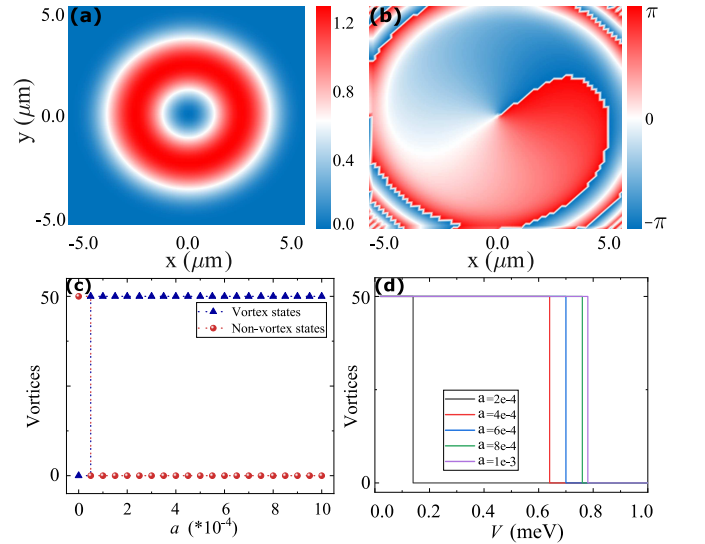 (a)
5.0
0.0
-5.0
y (μm)
-5.0 0.0 5.0
x (μm)
1.2
0.8
0.4
0.0
(b)
-5.0 0.0 5.0
x (μm)
π
0
-π
(c)
50
0
Vortices
Vortex states
Non-vortex states
0 2 4 6 8 10
a (*10⁻⁴)
(d)
50
0
Vortices
a=2e-4
a=4e-4
a=6e-4
a=8e-4
a=1e-3
0.0 0.2 0.4 0.6 0.8 1.0
V (meV)